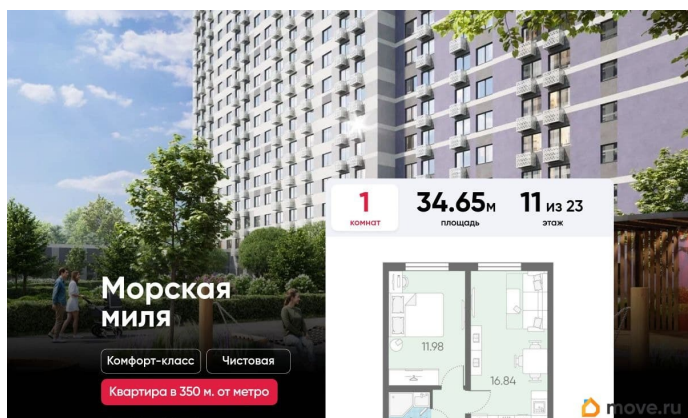 1
комнат
34.65м
площадь
11 из 23
этаж
Морская
миля
Комфорт-класс
Чистовая
Квартира в 350 м. от метро
11.98
16.84
move.ru